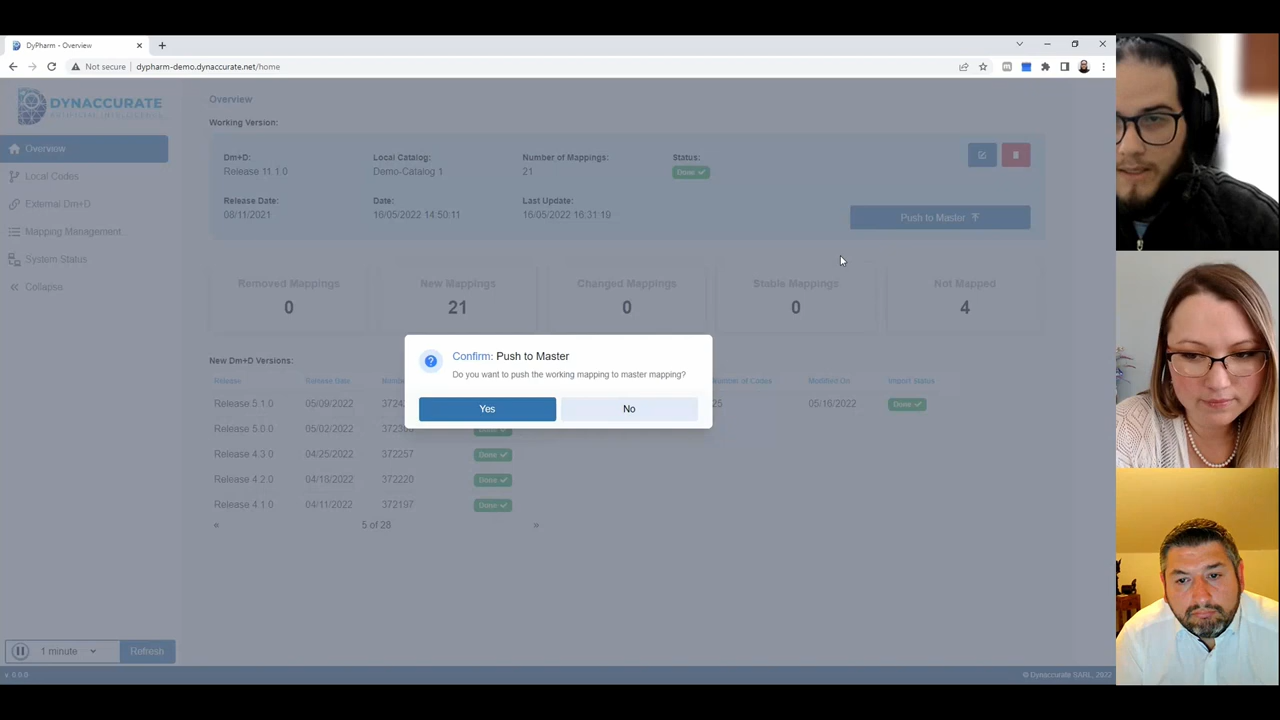 DyPharm - Overview
Not secure
dypharm-demo.dynaccurate.net/home
DYNACCURATE
ARTIFICIAL INTELLIGENCE
Overview
Local Codes
External Dm+D
Mapping Management
System Status
Collapse
Overview
Working Version:
Dm+D: Local Catalog: Number of Mappings: Status:
Release 11.1.0 Demo-Catalog 1 21 Done
Release Date: Date: Last Update:
08/11/2021 16/05/2022 14:50:11 16/05/2022 16:31:19
Push to Master
Removed Mappings New Mappings Changed Mappings Stable Mappings Not Mapped
0 21 0 0 4
Confirm: Push to Master
Do you want to push the working mapping to master mapping?
Yes No
New Dm+D Versions:
Release Release Date Modified On Import Status
Release 5.1.0 05/09/2022 25 05/16/2022 Done
Release 5.0.0 05/02/2022 Done
Release 4.3.0 04/25/2022 372257 Done
Release 4.2.0 04/18/2022 372220 Done
Release 4.1.0 04/11/2022 372197 Done
« 5 of 28 »
1 minute Refresh
v. 6.0.0
© Dynaccurate SARL, 2022